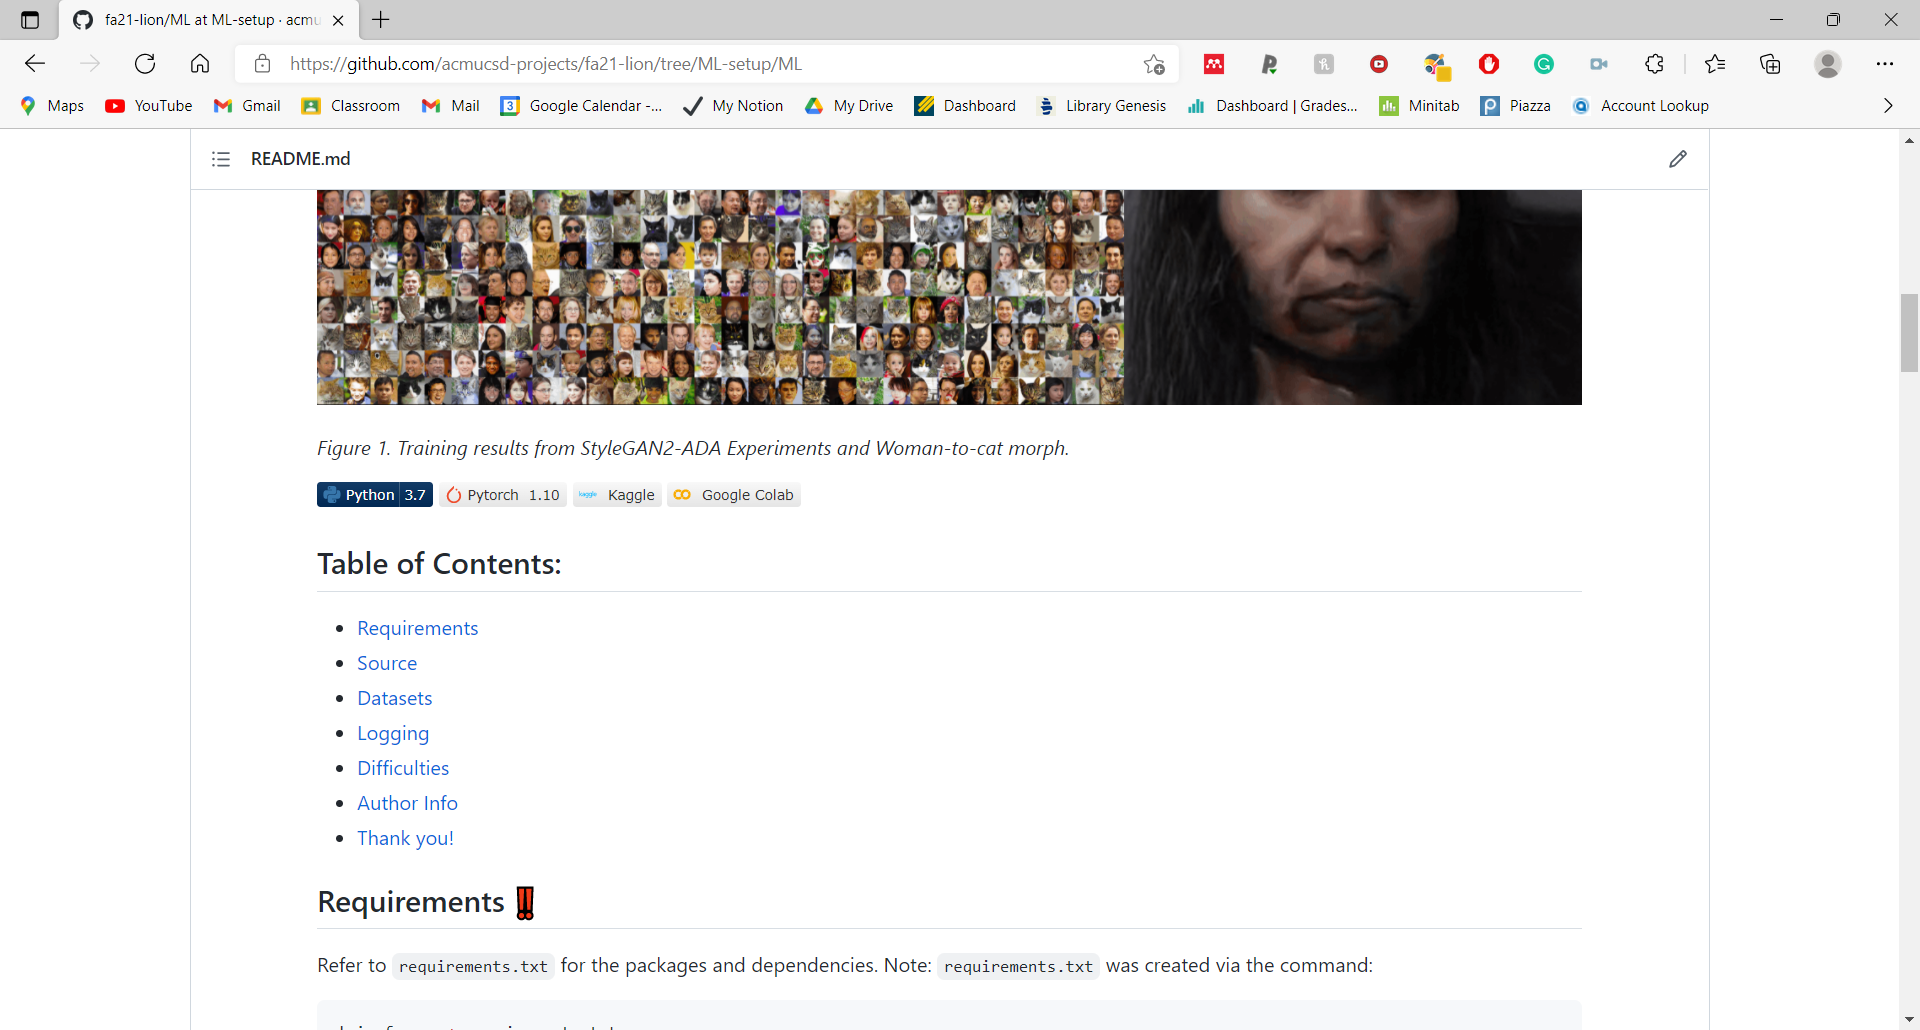 fa21-lion/ML at ML-setup · acmu
https://github.com/acmucsd-projects/fa21-lion/tree/ML-setup/ML
Maps YouTube Gmail Classroom Mail Google Calendar -... My Notion My Drive Dashboard Library Genesis Dashboard | Grades... Minitab Piazza Account Lookup
README.md
Figure 1. Training results from StyleGAN2-ADA Experiments and Woman-to-cat morph.
Python 3.7 Pytorch 1.10 kaggle Kaggle Google Colab
Table of Contents:
Requirements
Source
Datasets
Logging
Difficulties
Author Info
Thank you!
Requirements ‼
Refer to requirements.txt for the packages and dependencies. Note: requirements.txt was created via the command: